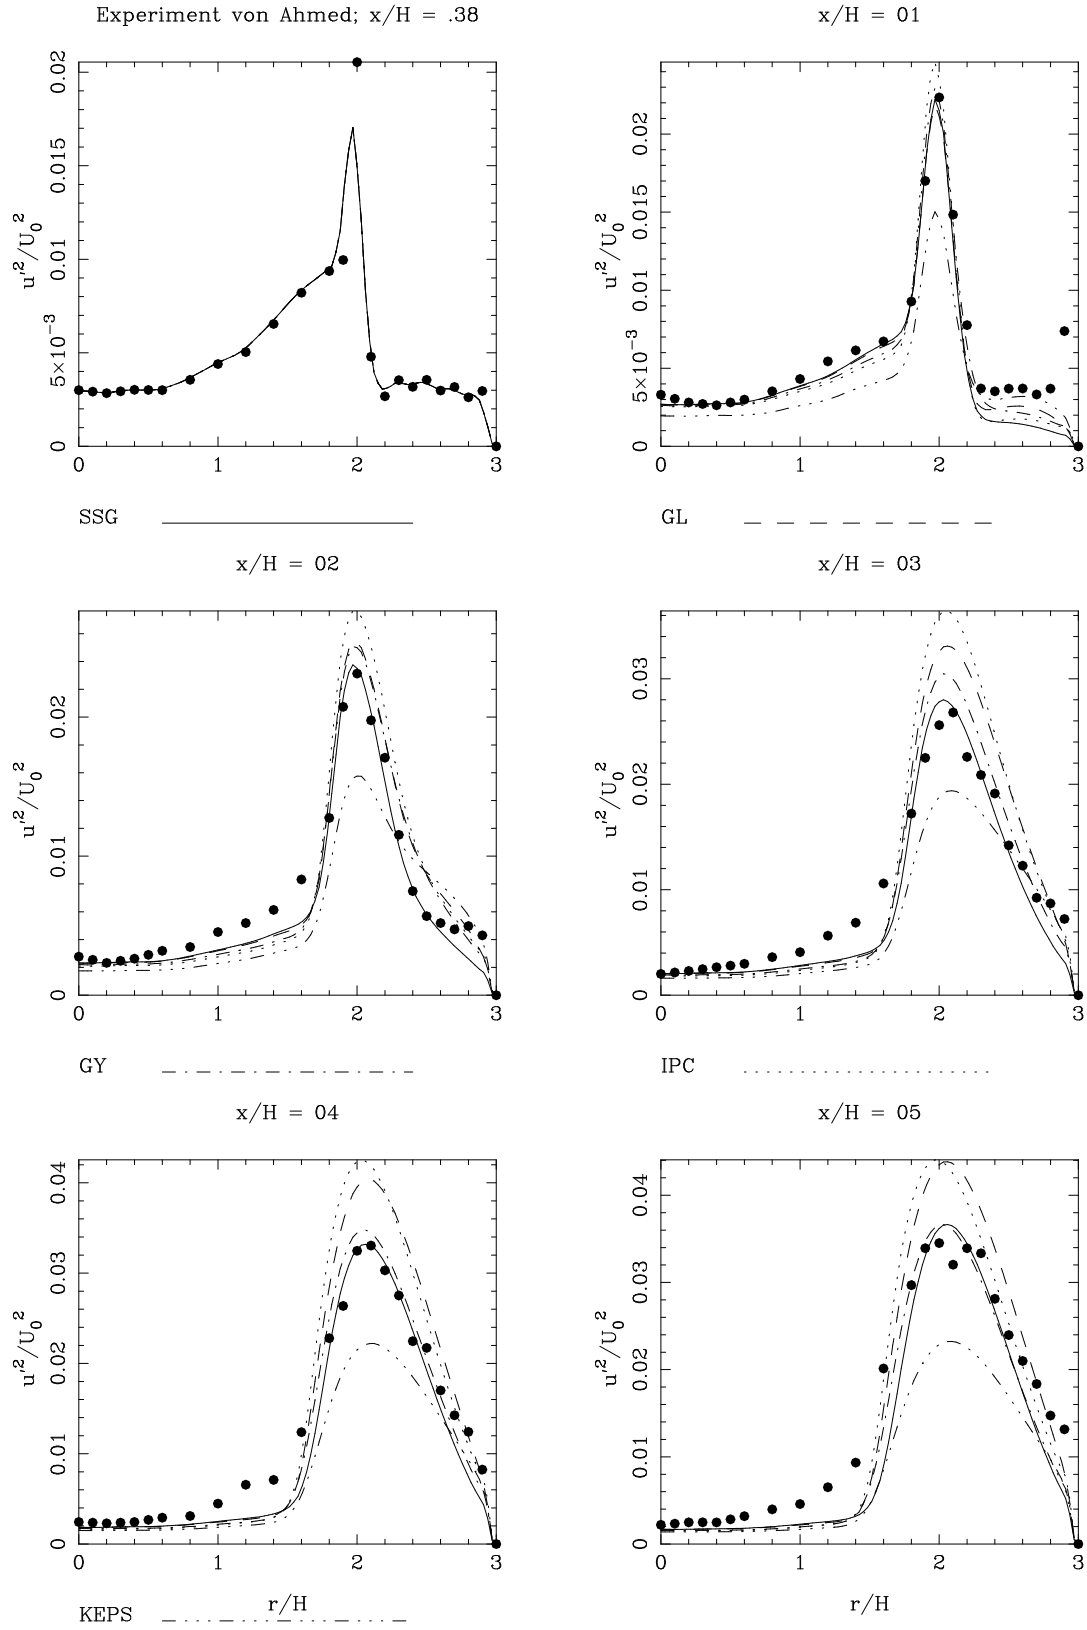 Experiment von Ahmed; x/H = .38
0.02
0.015
0.01
5×10⁻³
0
u'²/U₀²
0 1 2 3
x/H = 01
0.02
0.015
0.01
5×10⁻³
0
u'²/U₀²
0 1 2 3
SSG
GL
x/H = 02
0.02
0.01
0
u'²/U₀²
0 1 2 3
x/H = 03
0.03
0.02
0.01
0
u'²/U₀²
0 1 2 3
GY
IPC
x/H = 04
0.04
0.03
0.02
0.01
0
u'²/U₀²
0 1 2 3
r/H
x/H = 05
0.04
0.03
0.02
0.01
0
u'²/U₀²
0 1 2 3
r/H
KEPS